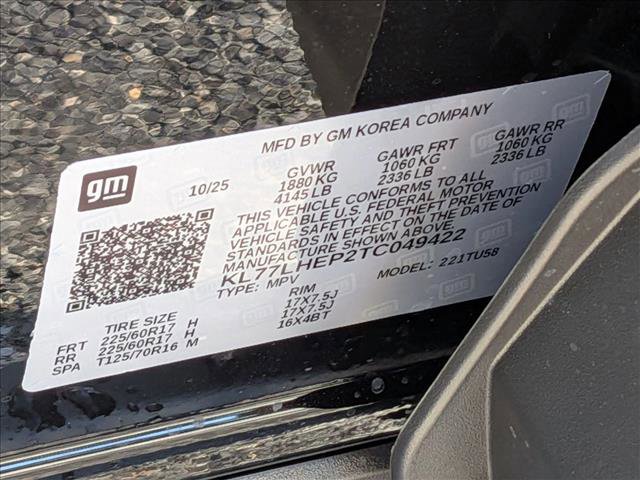 MFD BY GM KOREA COMPANY
gm
10/25
GVWR
1880 KG
4145 LB
GAWR FRT
1060 KG
2336 LB
GAWR RR
1060 KG
2336 LB
THIS VEHICLE CONFORMS TO ALL
APPLICABLE U.S. FEDERAL MOTOR
VEHICLE SAFETY AND THEFT PREVENTION
STANDARDS IN EFFECT ON THE DATE OF
MANUFACTURE SHOWN ABOVE.
KL77LHEP2TC049422
TYPE: MPV
MODEL: 221TU58
TIRE SIZE RIM
FRT 225/60R17 H 17X7.5J
RR 225/60R17 H 17X7.5J
SPA T125/70R16 M 16X4BT